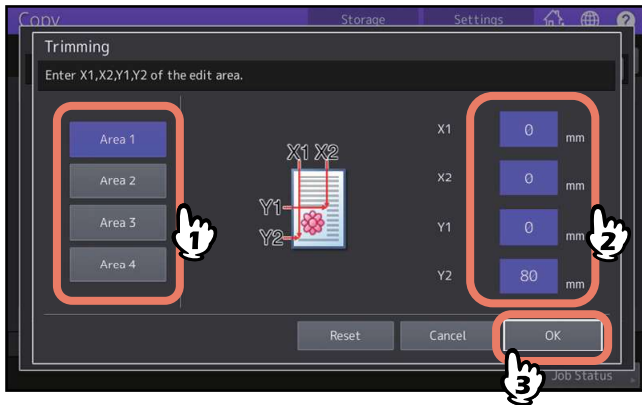 Copy
Storage Settings ?
Trimming
Enter X1,X2,Y1,Y2 of the edit area.
Area 1
Area 2
Area 3
Area 4
1
X1 X2
Y1
Y2
X1 0 mm
X2 0 mm
Y1 0 mm
Y2 80 mm
2
Reset Cancel OK
3
Job Status